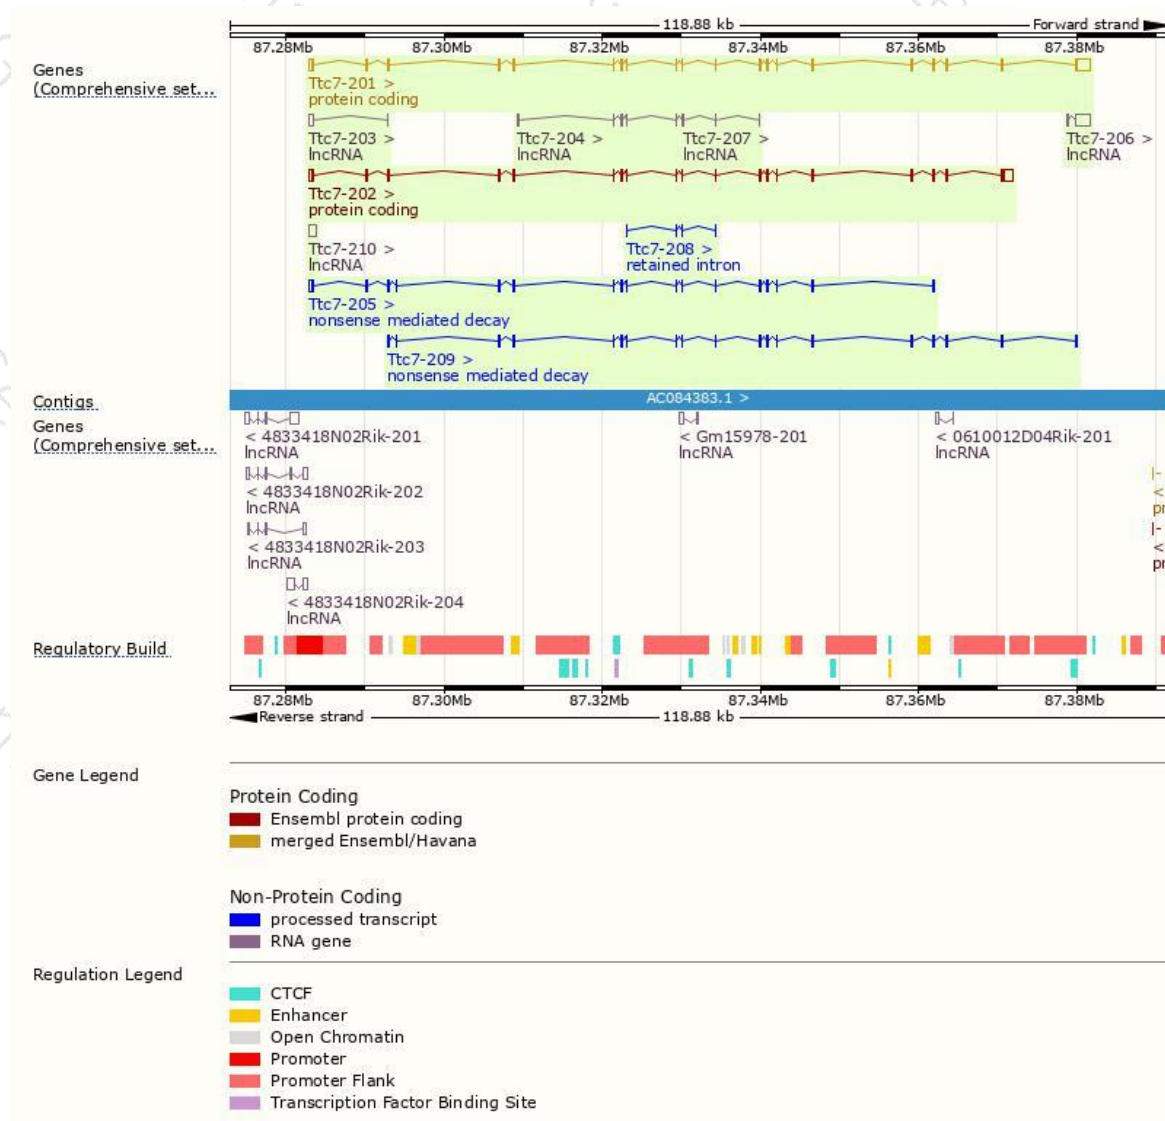 118.88 kb Forward strand
87.28Mb 87.30Mb 87.32Mb 87.34Mb 87.36Mb 87.38Mb
Genes
(Comprehensive set...
Ttc7-201 >
protein coding
Ttc7-203 > Ttc7-204 > Ttc7-207 > Ttc7-206 >
lncRNA lncRNA lncRNA lncRNA
Ttc7-202 >
protein coding
Ttc7-210 > Ttc7-208 >
lncRNA retained intron
Ttc7-205 >
nonsense mediated decay
Ttc7-209 >
nonsense mediated decay
Contigs AC084383.1 >
Genes
(Comprehensive set...
< 4833418N02Rik-201 < Gm15978-201 < 0610012D04Rik-201
lncRNA lncRNA lncRNA
< 4833418N02Rik-202 <
lncRNA pr
< 4833418N02Rik-203 <
lncRNA pr
< 4833418N02Rik-204
lncRNA
Regulatory Build
87.28Mb 87.30Mb 87.32Mb 87.34Mb 87.36Mb 87.38Mb
Reverse strand 118.88 kb
Gene Legend
Protein Coding
Ensembl protein coding
merged Ensembl/Havana
Non-Protein Coding
processed transcript
RNA gene
Regulation Legend
CTCF
Enhancer
Open Chromatin
Promoter
Promoter Flank
Transcription Factor Binding Site